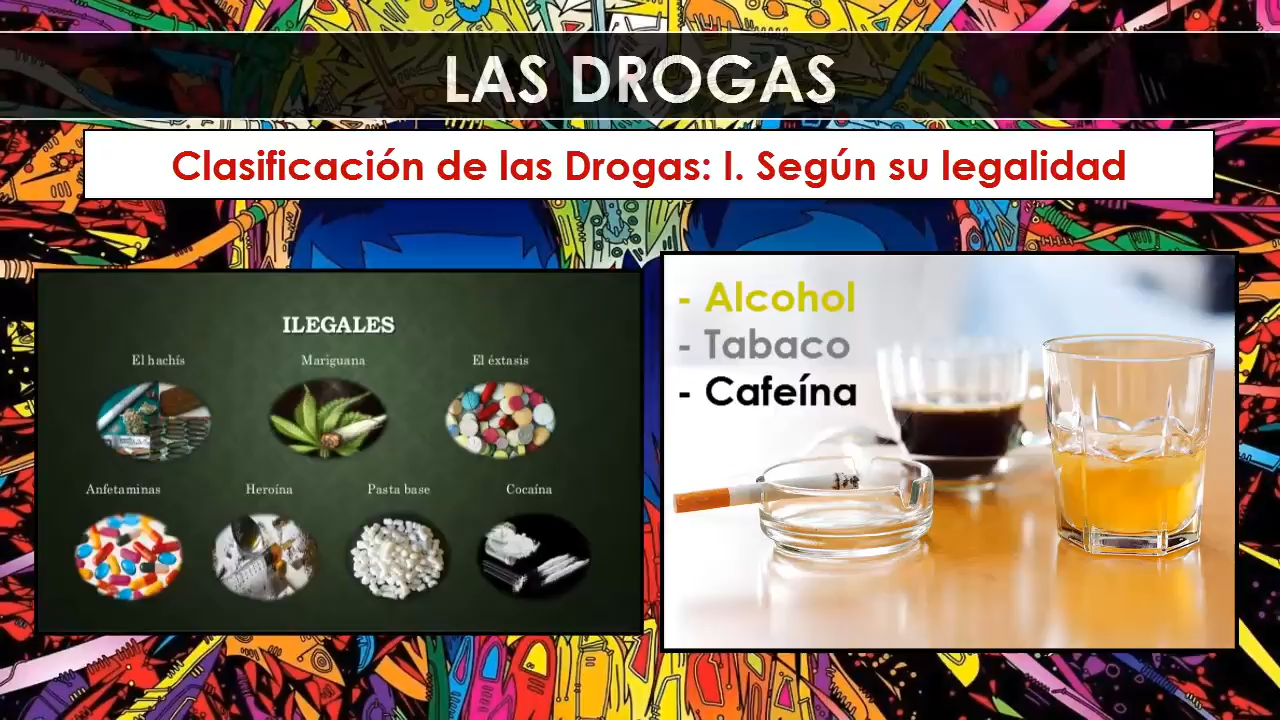 LAS DROGAS
Clasificación de las Drogas: I. Según su legalidad
ILEGALES
El hachís Mariguana El éxtasis
Anfetaminas Heroína Pasta base Cocaína
- Alcohol
- Tabaco
- Cafeína